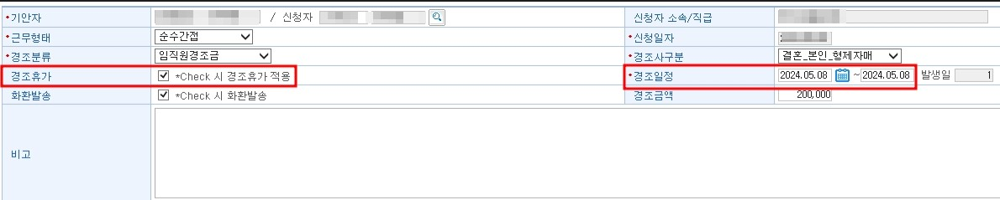 *기안자 / 신청자 신청자 소속/직급
*근무형태 순수간접 *신청일자
*경조분류 임직원경조금 *경조사구분 결혼_본인_형제자매
경조휴가 *Check 시 경조휴가 적용 *경조일정 2024.05.08 ~ 2024.05.08 발생일 1
화환발송 *Check 시 화환발송 경조금액 200,000
비고